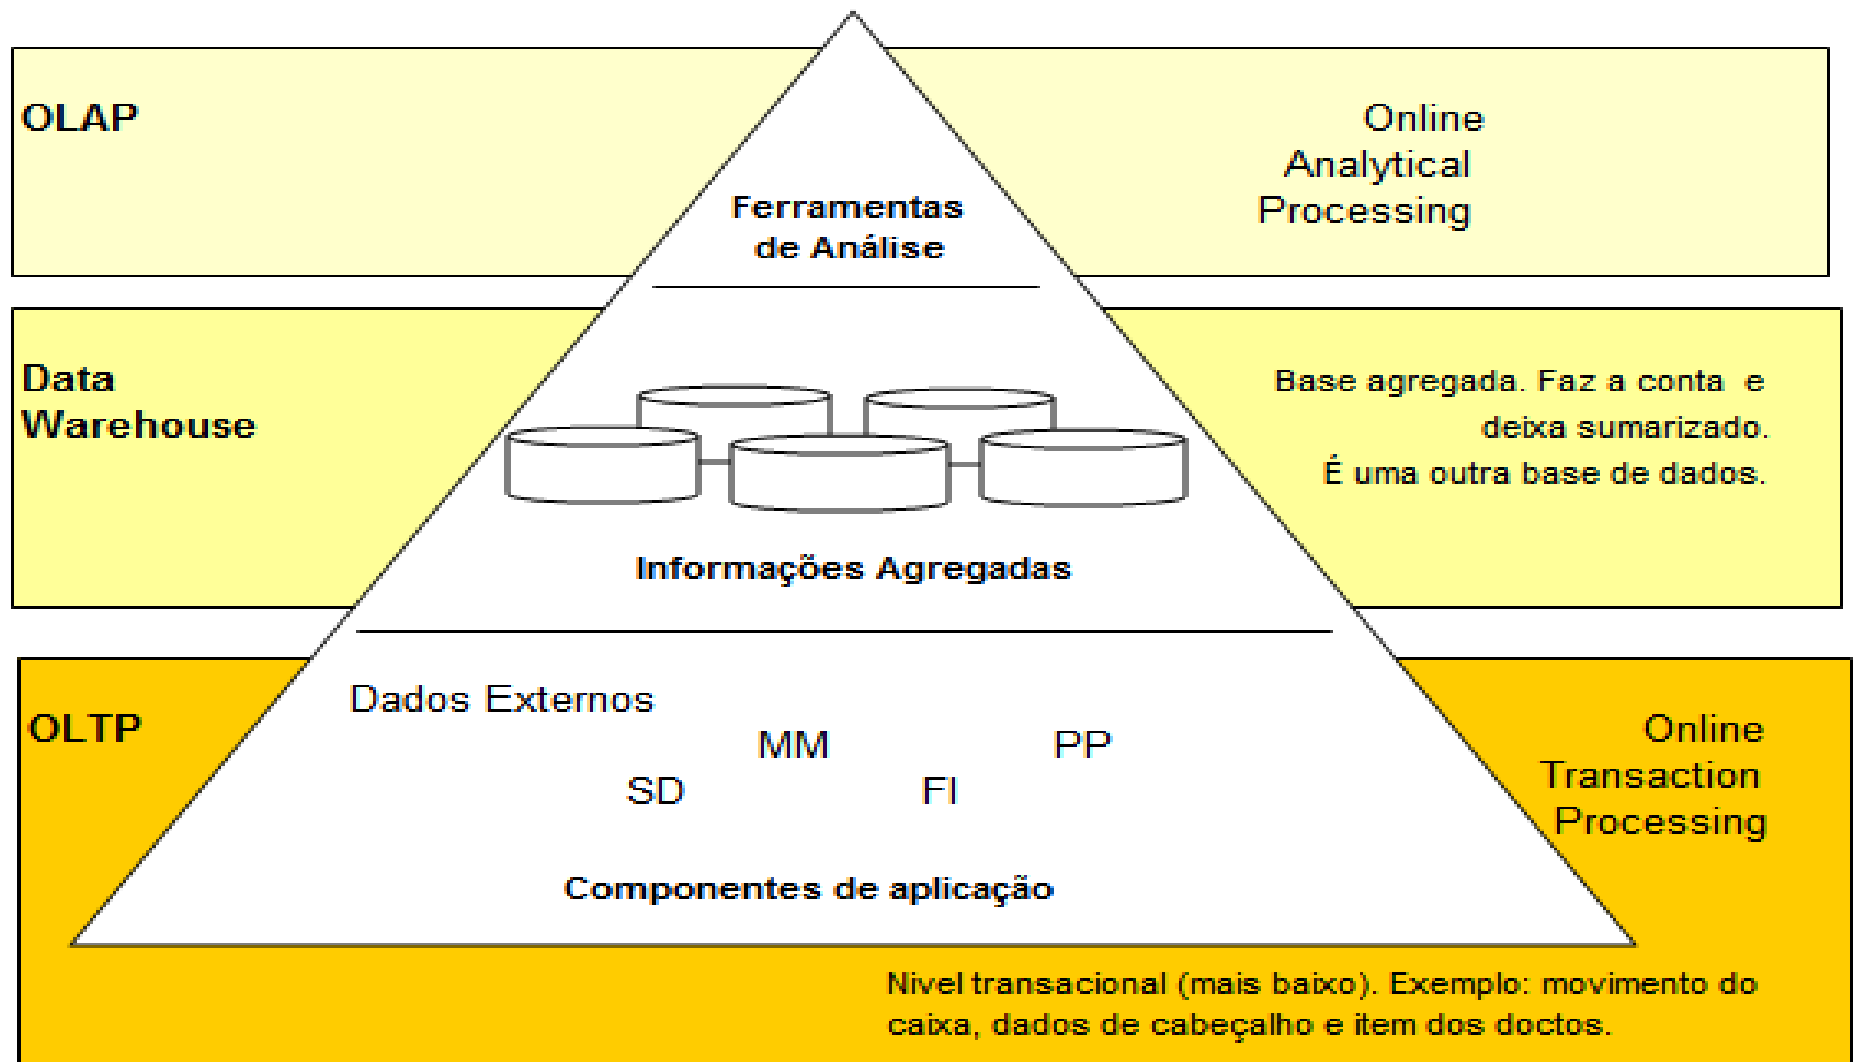 OLAP
Online
Analytical
Processing
Ferramentas
de Análise
Data
Warehouse
Base agregada. Faz a conta e
deixa sumarizado.
É uma outra base de dados.
Informações Agregadas
OLTP
Dados Externos
MM
PP
SD
FI
Componentes de aplicação
Online
Transaction
Processing
Nivel transacional (mais baixo). Exemplo: movimento do
caixa, dados de cabeçalho e item dos doctos.